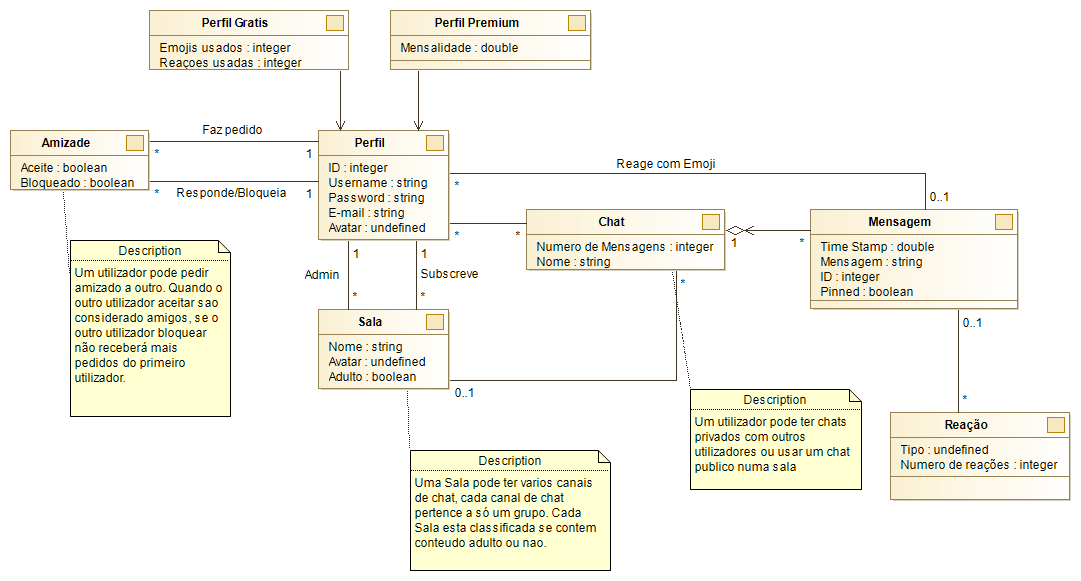 Perfil Gratis
Emojis usados : integer
Reaçoes usadas : integer
Perfil Premium
Mensalidade : double
Amizade
Aceite : boolean
Bloqueado : boolean
Faz pedido
*
1
*
Responde/Bloqueia
1
Perfil
ID : integer
Username : string
Password : string
E-mail : string
Avatar : undefined
Reage com Emoji
*
0..1
*
*
Chat
Numero de Mensagens : integer
Nome : string
1
*
Mensagem
Time Stamp : double
Mensagem : string
ID : integer
Pinned : boolean
Description
Um utilizador pode pedir
amizado a outro. Quando o
outro utilizador aceitar sao
considerado amigos, se o
outro utilizador bloquear
não receberá mais
pedidos do primeiro
utilizador.
1
Admin
*
1
Subscreve
*
Sala
Nome : string
Avatar : undefined
Adulto : boolean
0..1
*
0..1
*
Description
Um utilizador pode ter chats
privados com outros
utilizadores ou usar um chat
publico numa sala
Reação
Tipo : undefined
Numero de reações : integer
Description
Uma Sala pode ter varios canais
de chat, cada canal de chat
pertence a só um grupo. Cada
Sala esta classificada se contem
conteudo adulto ou nao.